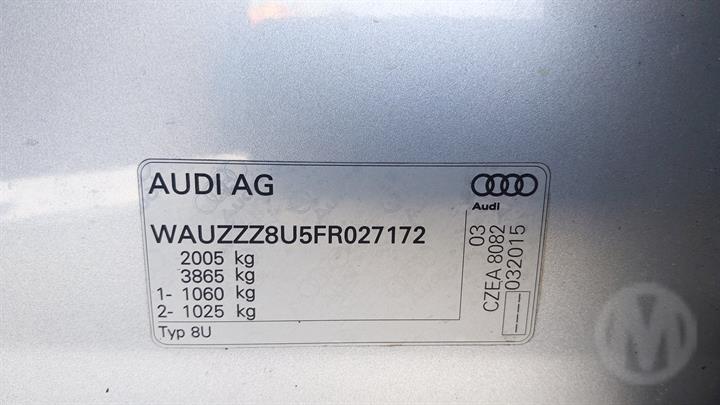 AUDI AG
Audi
WAUZZZ8U5FR027172
2005 kg
3865 kg
1- 1060 kg
2- 1025 kg
Typ 8U
03
CZEA 8082
-----032015
M